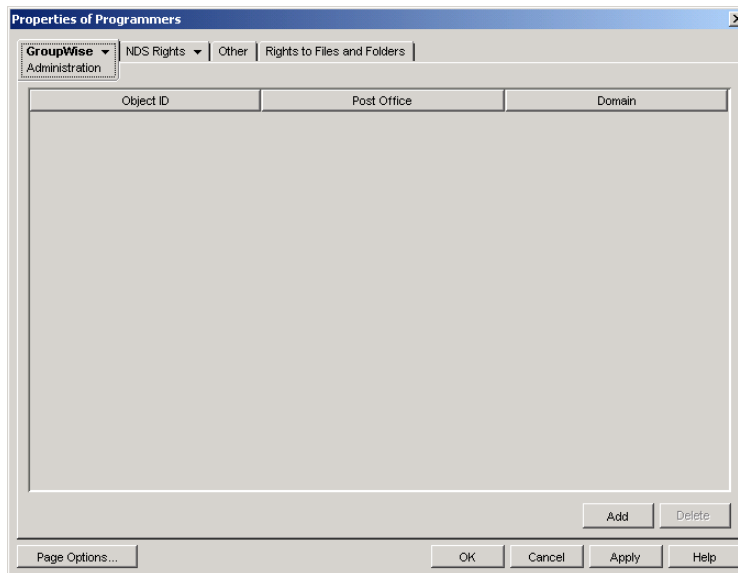 Properties of Programmers
GroupWise NDS Rights Other Rights to Files and Folders
Administration
Object ID Post Office Domain
Add Delete
Page Options... OK Cancel Apply Help